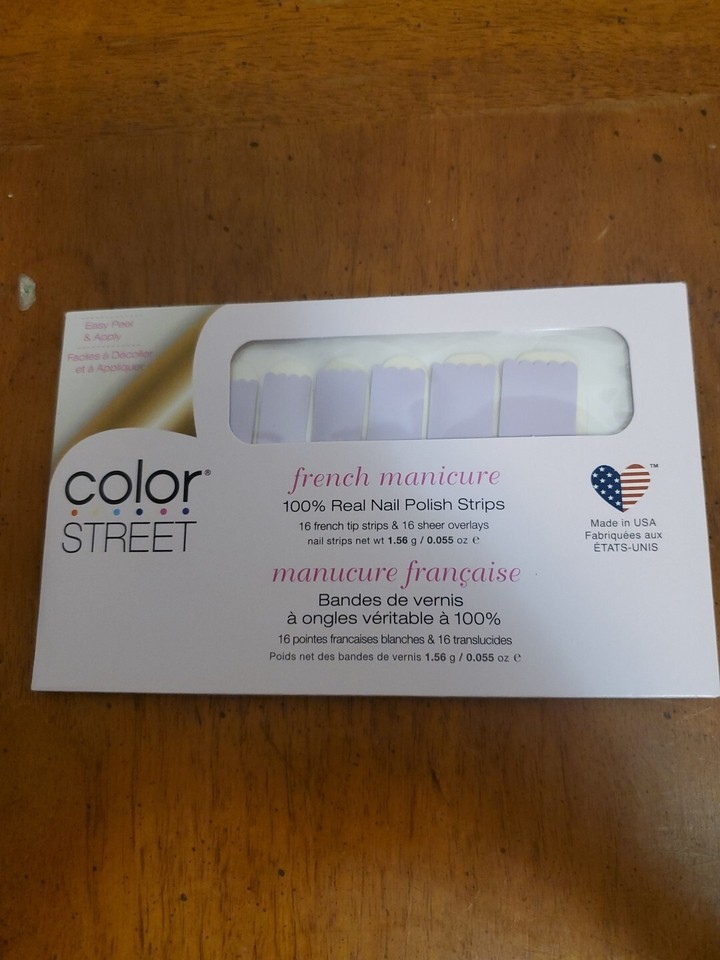 Easy Peel
& Apply
Faciles à Décoller
et à Appliquer
color®
STREET
french manicure
100% Real Nail Polish Strips
16 french tip strips & 16 sheer overlays
nail strips net wt 1.56 g / 0.055 oz ℮
manucure française
Bandes de vernis
à ongles véritable à 100%
16 pointes francaises blanches & 16 translucides
Poids net des bandes de vernis 1.56 g / 0.055 oz ℮
™
Made in USA
Fabriquées aux
ÉTATS-UNIS